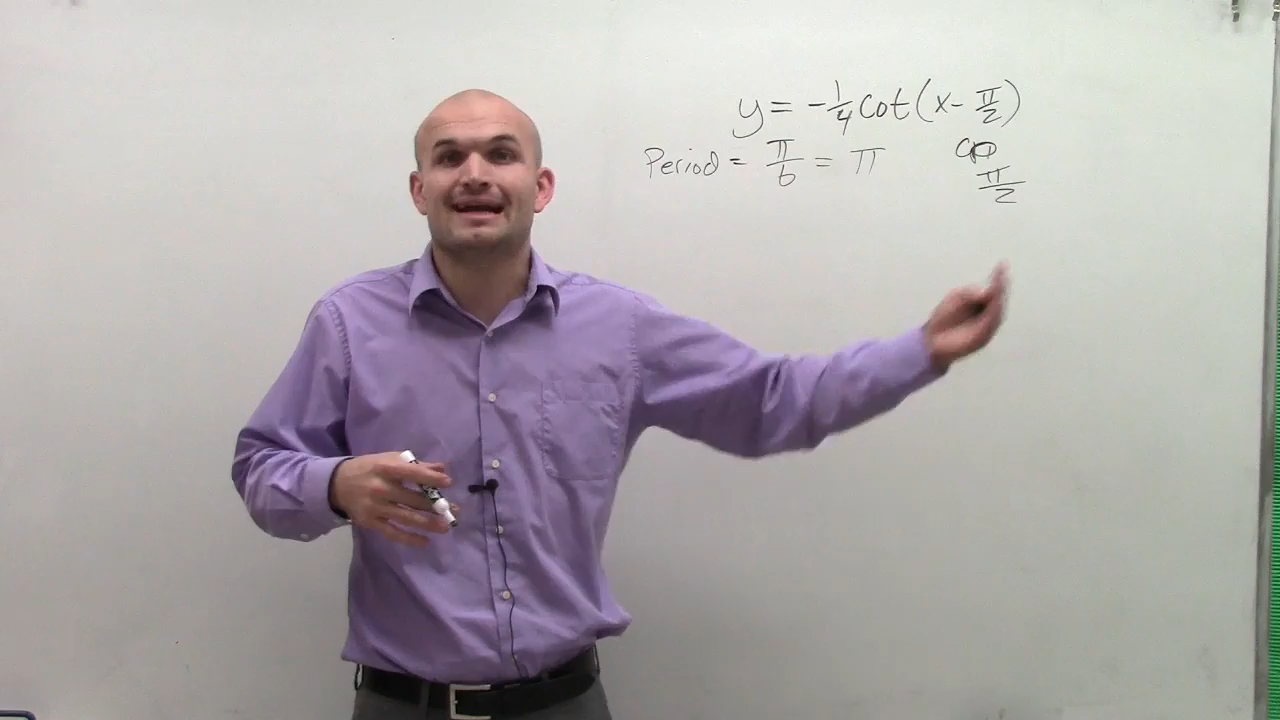 y = -1/4 cot(x - π/2)
Period = π/b = π
π/2